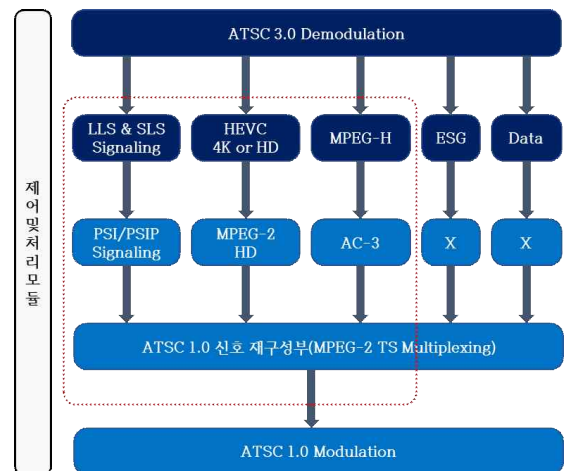 제어및처리모듈
ATSC 3.0 Demodulation
LLS & SLS
Signaling
HEVC
4K or HD
MPEG-H
ESG
Data
PSI/PSIP
Signaling
MPEG-2
HD
AC-3
X
X
ATSC 1.0 신호 재구성부(MPEG-2 TS Multiplexing)
ATSC 1.0 Modulation